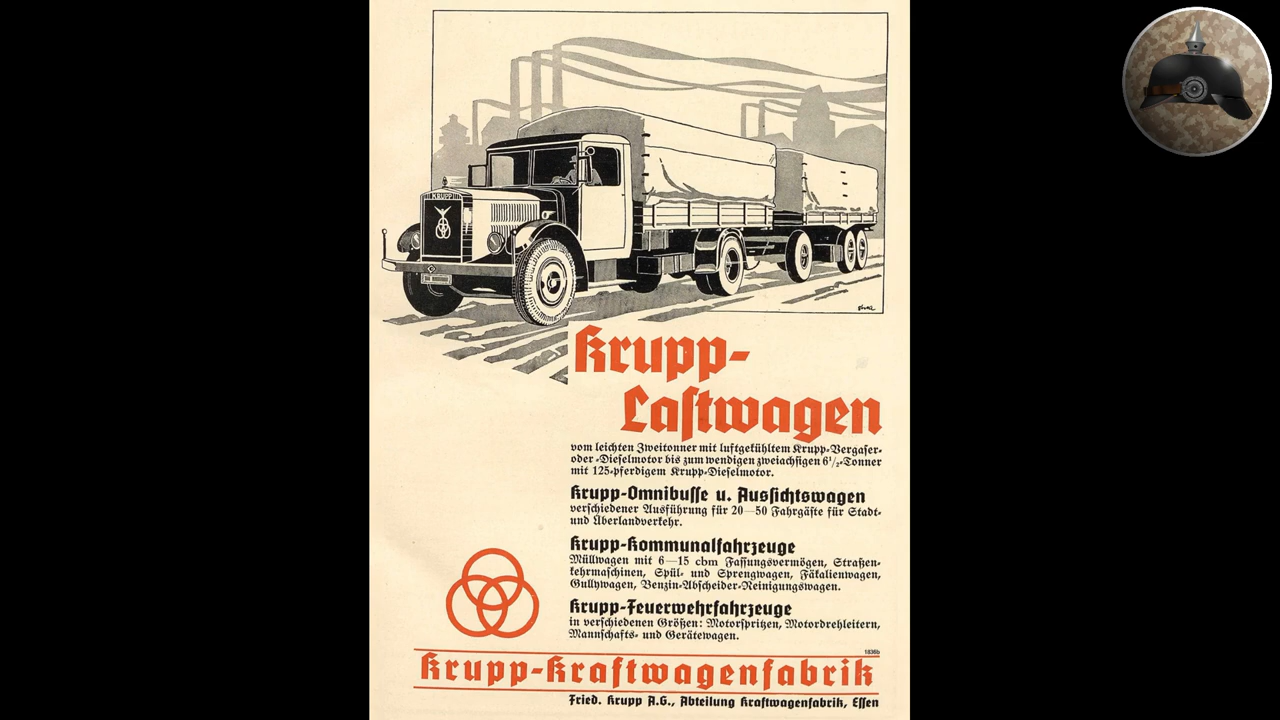 KRUPP
Krupp-
Lastwagen
vom leichten Zweitonner mit luftgekühltem Krupp-Vergaser-
oder -Dieselmotor bis zum wendigen zweiachsigen 6½-Tonner
mit 125-pferdigem Krupp-Dieselmotor.
Krupp-Omnibusse u. Aussichtswagen
verschiedener Ausführung für 20—50 Fahrgäste für Stadt-
und Überlandverkehr.
Krupp-Kommunalfahrzeuge
Müllwagen mit 6—15 cbm Fassungsvermögen, Straßen-
kehrmaschinen, Spül- und Sprengwagen, Fäkalienwagen,
Gullywagen, Benzin-Abscheider-Reinigungswagen.
Krupp-Feuerwehrfahrzeuge
in verschiedenen Größen: Motorspritzen, Motordrehleitern,
Mannschafts- und Gerätewagen.
1836b
Krupp-Kraftwagenfabrik
Fried. Krupp A.G., Abteilung Kraftwagenfabrik, Essen